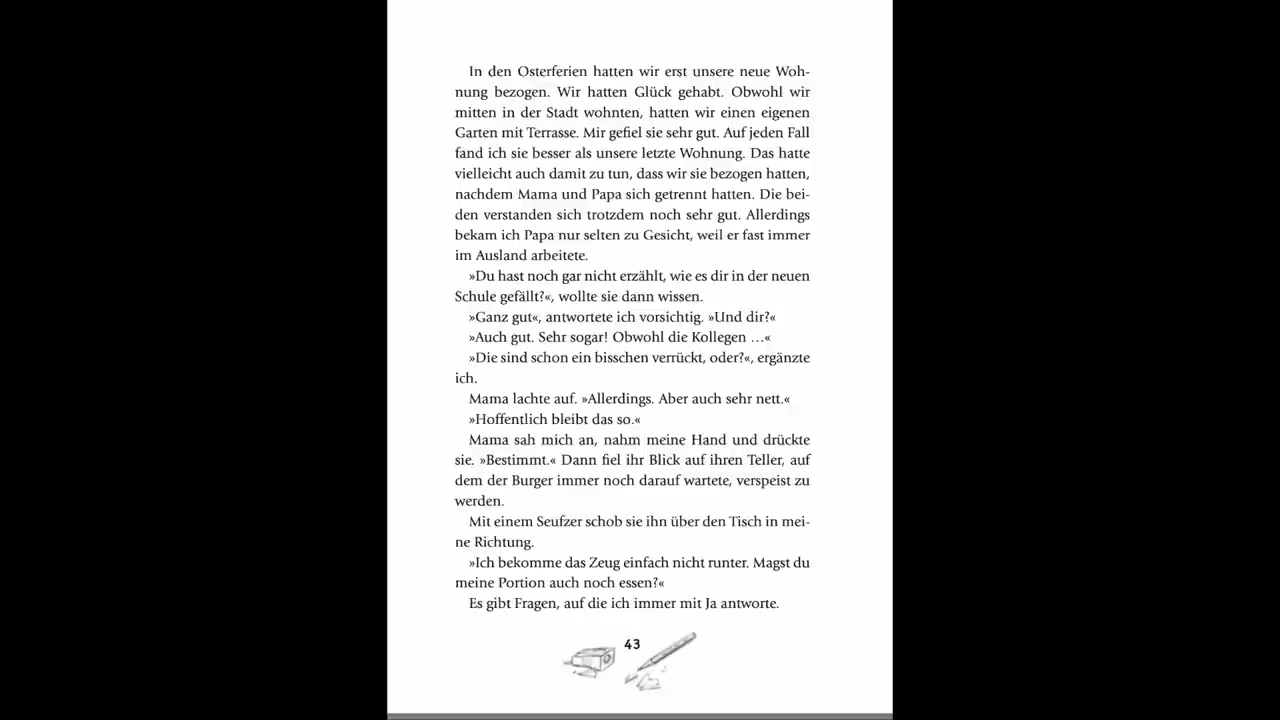 In den Osterferien hatten wir erst unsere neue Woh-
nung bezogen. Wir hatten Glück gehabt. Obwohl wir
mitten in der Stadt wohnten, hatten wir einen eigenen
Garten mit Terrasse. Mir gefiel sie sehr gut. Auf jeden Fall
fand ich sie besser als unsere letzte Wohnung. Das hatte
vielleicht auch damit zu tun, dass wir sie bezogen hatten,
nachdem Mama und Papa sich getrennt hatten. Die bei-
den verstanden sich trotzdem noch sehr gut. Allerdings
bekam ich Papa nur selten zu Gesicht, weil er fast immer
im Ausland arbeitete.
»Du hast noch gar nicht erzählt, wie es dir in der neuen
Schule gefällt?«, wollte sie dann wissen.
»Ganz gut«, antwortete ich vorsichtig. »Und dir?«
»Auch gut. Sehr sogar! Obwohl die Kollegen …«
»Die sind schon ein bisschen verrückt, oder?«, ergänzte
ich.
Mama lachte auf. »Allerdings. Aber auch sehr nett.«
»Hoffentlich bleibt das so.«
Mama sah mich an, nahm meine Hand und drückte
sie. »Bestimmt.« Dann fiel ihr Blick auf ihren Teller, auf
dem der Burger immer noch darauf wartete, verspeist zu
werden.
Mit einem Seufzer schob sie ihn über den Tisch in mei-
ne Richtung.
»Ich bekomme das Zeug einfach nicht runter. Magst du
meine Portion auch noch essen?«
Es gibt Fragen, auf die ich immer mit Ja antworte.
43